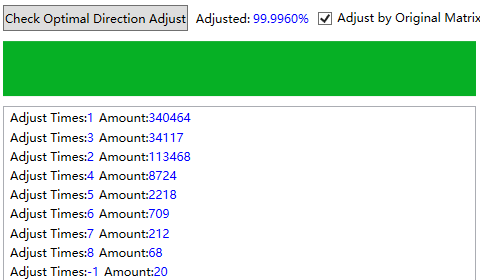 Check Optimal Direction Adjust Adjusted: 99.9960% Adjust by Original Matrix
Adjust Times:1 Amount:340464
Adjust Times:3 Amount:34117
Adjust Times:2 Amount:113468
Adjust Times:4 Amount:8724
Adjust Times:5 Amount:2218
Adjust Times:6 Amount:709
Adjust Times:7 Amount:212
Adjust Times:8 Amount:68
Adjust Times:-1 Amount:20